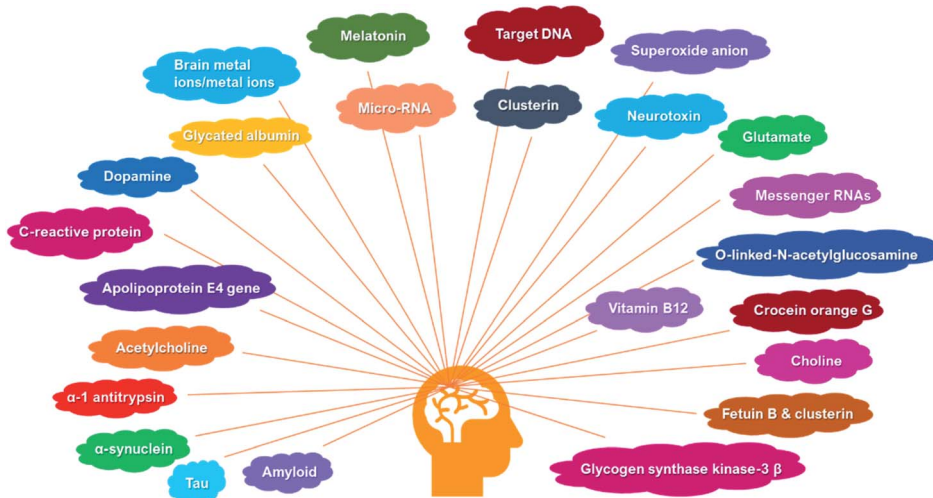 Melatonin
Target DNA
Superoxide anion
Brain metal
ions/metal ions
Micro-RNA
Clusterin
Neurotoxin
Glycated albumin
Glutamate
Dopamine
Messenger RNAs
C-reactive protein
O-linked-N-acetylglucosamine
Apolipoprotein E4 gene
Vitamin B12
Crocein orange G
Acetylcholine
Choline
α-1 antitrypsin
Fetuin B & clusterin
α-synuclein
Tau
Amyloid
Glycogen synthase kinase-3 β